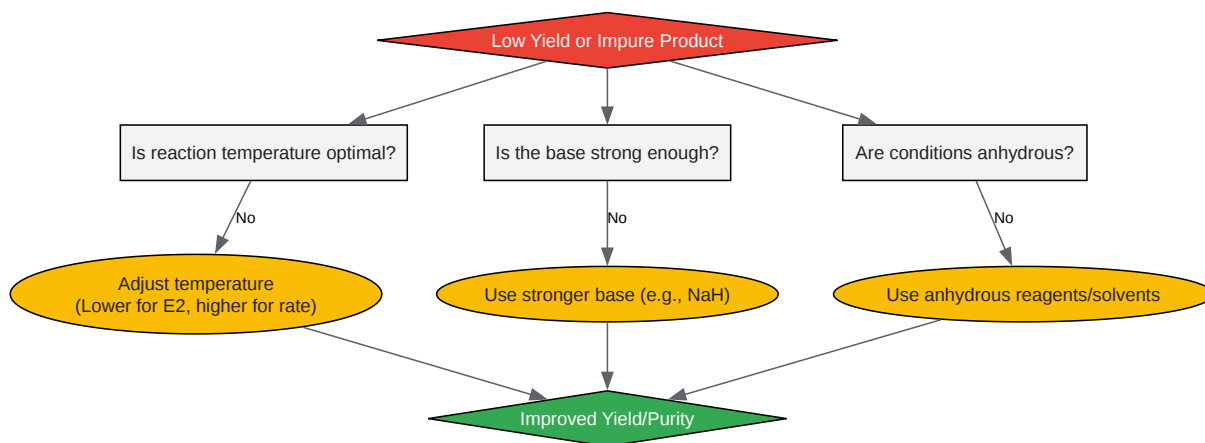 Low Yield or Impure Product
Is reaction temperature optimal?
Is the base strong enough?
Are conditions anhydrous?
No
No
No
Adjust temperature
(Lower for E2, higher for rate)
Use stronger base (e.g., NaH)
Use anhydrous reagents/solvents
Improved Yield/Purity